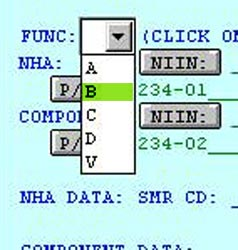 FUNC: (CLICK ON
NHA: NIIN:
A
P/ B 234-01
COMPO C NIIN:
P/ D 234-02
V
NHA DATA: SMR CD:
COMPONENT DATA: